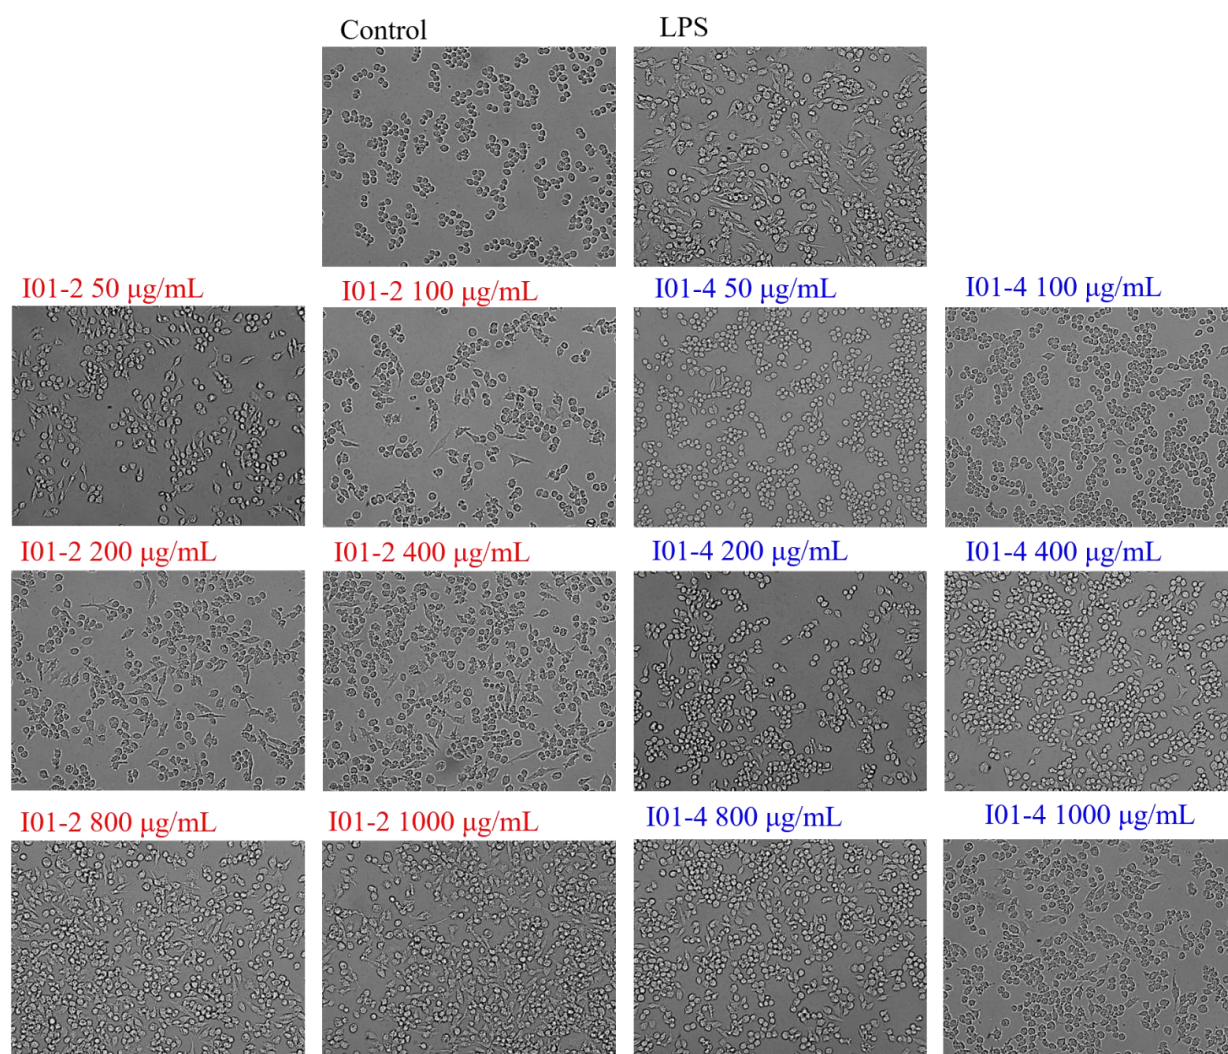 Control LPS
I01-2 50 μg/mL I01-2 100 μg/mL I01-4 50 μg/mL I01-4 100 μg/mL
I01-2 200 μg/mL I01-2 400 μg/mL I01-4 200 μg/mL I01-4 400 μg/mL
I01-2 800 μg/mL I01-2 1000 μg/mL I01-4 800 μg/mL I01-4 1000 μg/mL